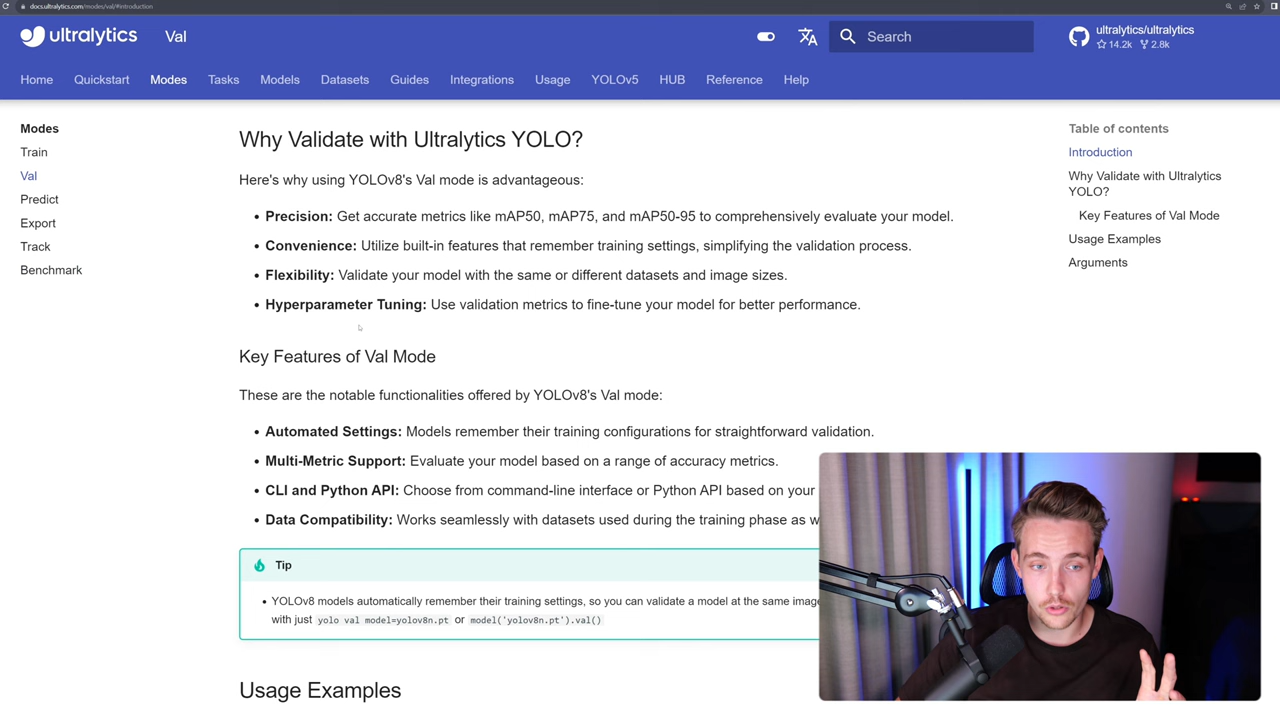 docs.ultralytics.com/modes/val/#introduction
ultralytics
Val
Search
ultralytics/ultralytics
14.2k 2.8k
Home Quickstart Modes Tasks Models Datasets Guides Integrations Usage YOLOv5 HUB Reference Help
Modes
Train
Val
Predict
Export
Track
Benchmark
Why Validate with Ultralytics YOLO?
Here's why using YOLOv8's Val mode is advantageous:
• Precision: Get accurate metrics like mAP50, mAP75, and mAP50-95 to comprehensively evaluate your model.
• Convenience: Utilize built-in features that remember training settings, simplifying the validation process.
• Flexibility: Validate your model with the same or different datasets and image sizes.
• Hyperparameter Tuning: Use validation metrics to fine-tune your model for better performance.
Key Features of Val Mode
These are the notable functionalities offered by YOLOv8's Val mode:
• Automated Settings: Models remember their training configurations for straightforward validation.
• Multi-Metric Support: Evaluate your model based on a range of accuracy metrics.
• CLI and Python API: Choose from command-line interface or Python API based on your
• Data Compatibility: Works seamlessly with datasets used during the training phase as w
Tip
• YOLOv8 models automatically remember their training settings, so you can validate a model at the same image
with just yolo val model=yolov8n.pt or model('yolov8n.pt').val()
Usage Examples
Table of contents
Introduction
Why Validate with Ultralytics
YOLO?
Key Features of Val Mode
Usage Examples
Arguments